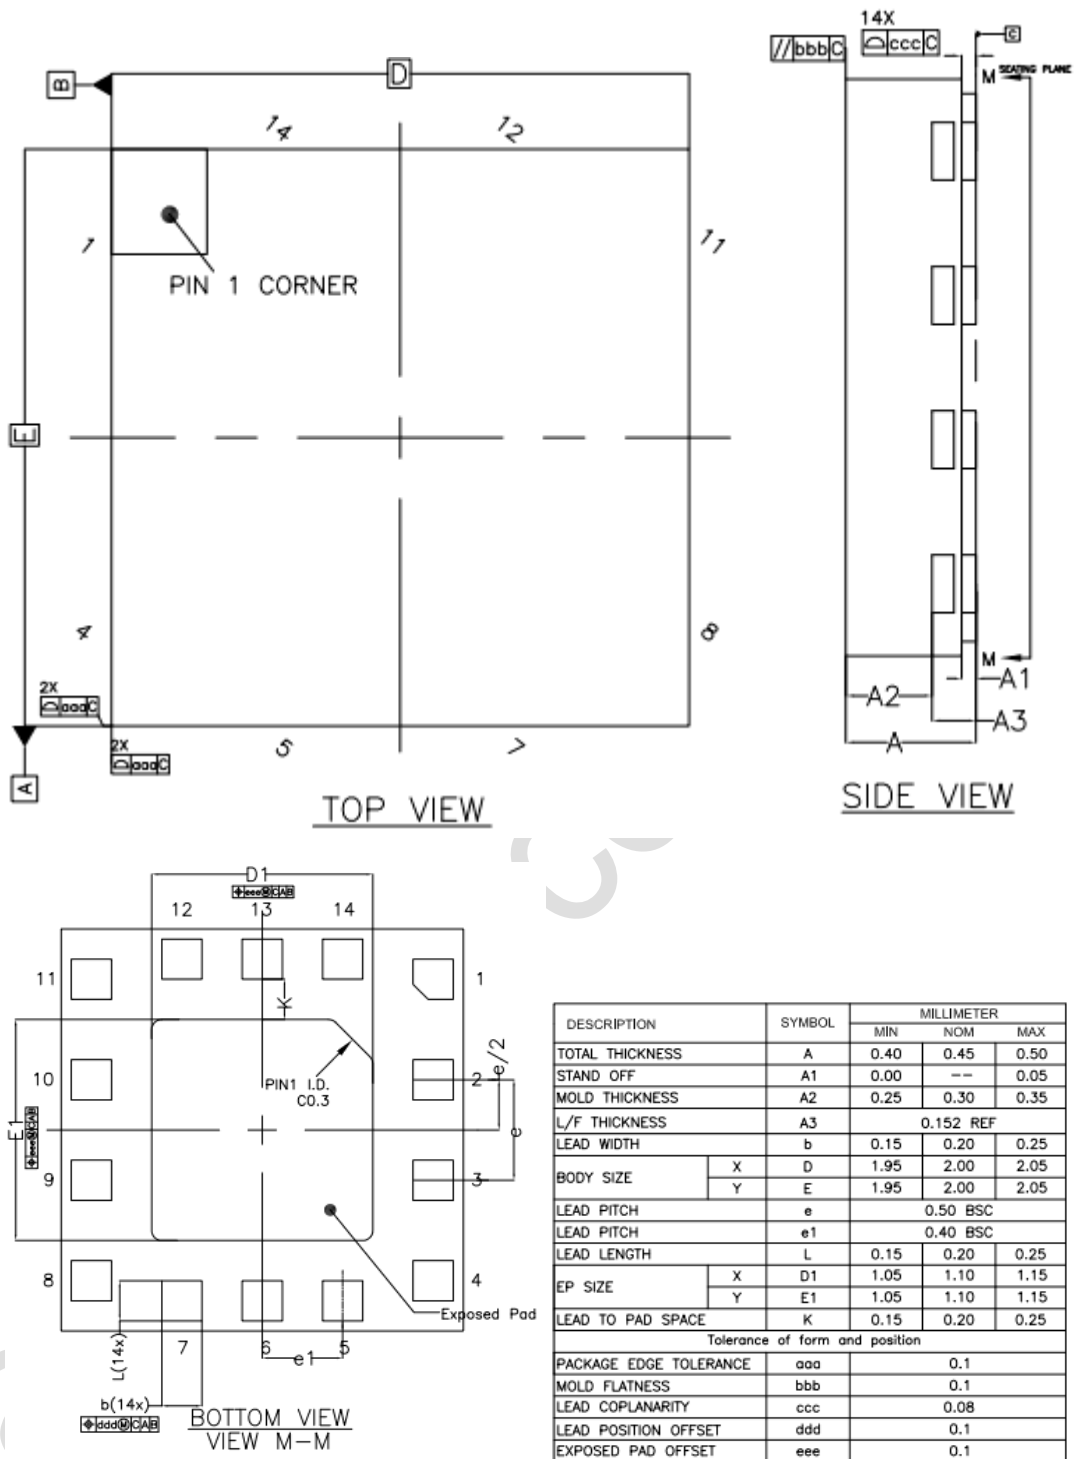 B
D
14
12
E
1
11
PIN 1 CORNER
4
8
2X
aaa C
2X
aaa C
5
7
A
TOP VIEW
// bbb C
14X
ccc C
C
M SEATING PLANE
M
A1
A2
A3
A
SIDE VIEW
D1
eee M C A B
12
13
14
11
1
K
e/2
10
PIN1 I.D.
C0.3
2
E1
eee M C A B
e
9
3
8
4
Exposed Pad
L(14x)
7
6
5
e1
b(14x)
ddd M C A B
BOTTOM VIEW
VIEW M-M
DESCRIPTION SYMBOL MILLIMETER
MIN NOM MAX
TOTAL THICKNESS A 0.40 0.45 0.50
STAND OFF A1 0.00 -- 0.05
MOLD THICKNESS A2 0.25 0.30 0.35
L/F THICKNESS A3 0.152 REF
LEAD WIDTH b 0.15 0.20 0.25
BODY SIZE X D 1.95 2.00 2.05
Y E 1.95 2.00 2.05
LEAD PITCH e 0.50 BSC
LEAD PITCH e1 0.40 BSC
LEAD LENGTH L 0.15 0.20 0.25
EP SIZE X D1 1.05 1.10 1.15
Y E1 1.05 1.10 1.15
LEAD TO PAD SPACE K 0.15 0.20 0.25
Tolerance of form and position
PACKAGE EDGE TOLERANCE aaa 0.1
MOLD FLATNESS bbb 0.1
LEAD COPLANARITY ccc 0.08
LEAD POSITION OFFSET ddd 0.1
EXPOSED PAD OFFSET eee 0.1